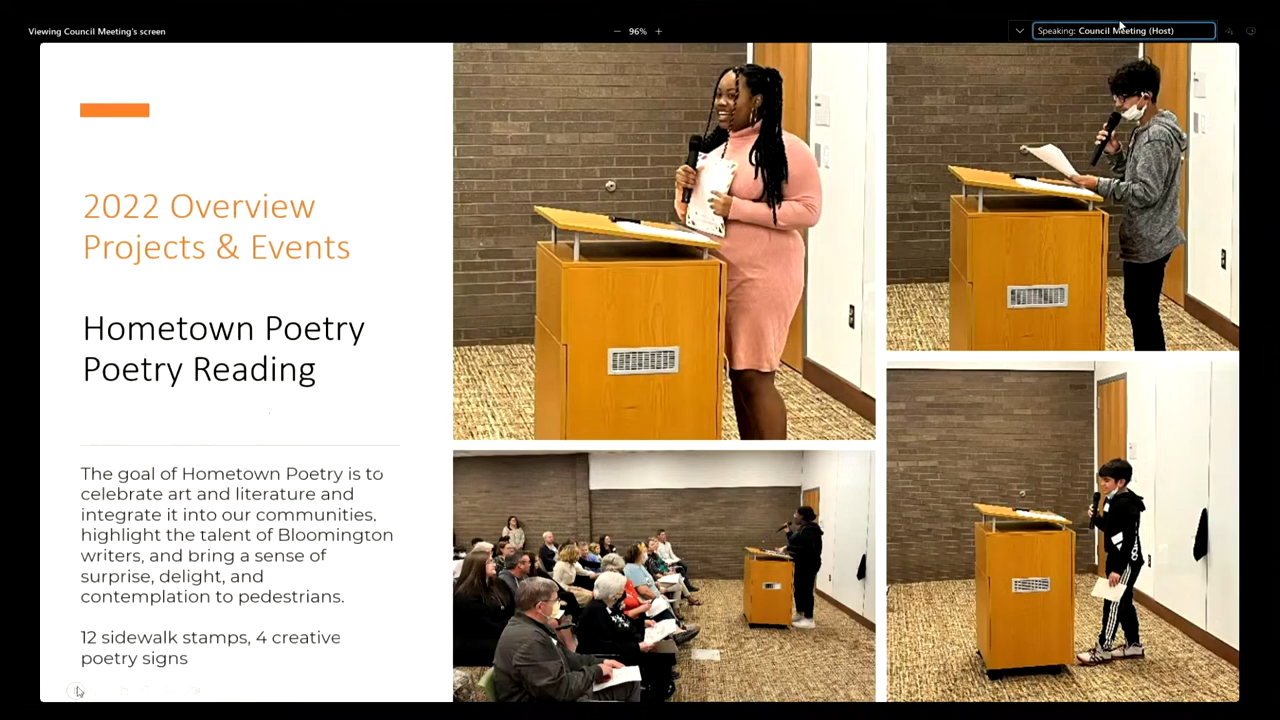 Viewing Council Meeting's screen
96%
Speaking: Council Meeting (Host)
2022 Overview
Projects & Events
Hometown Poetry
Poetry Reading
The goal of Hometown Poetry is to
celebrate art and literature and
integrate it into our communities,
highlight the talent of Bloomington
writers, and bring a sense of
surprise, delight, and
contemplation to pedestrians.
12 sidewalk stamps, 4 creative
poetry signs